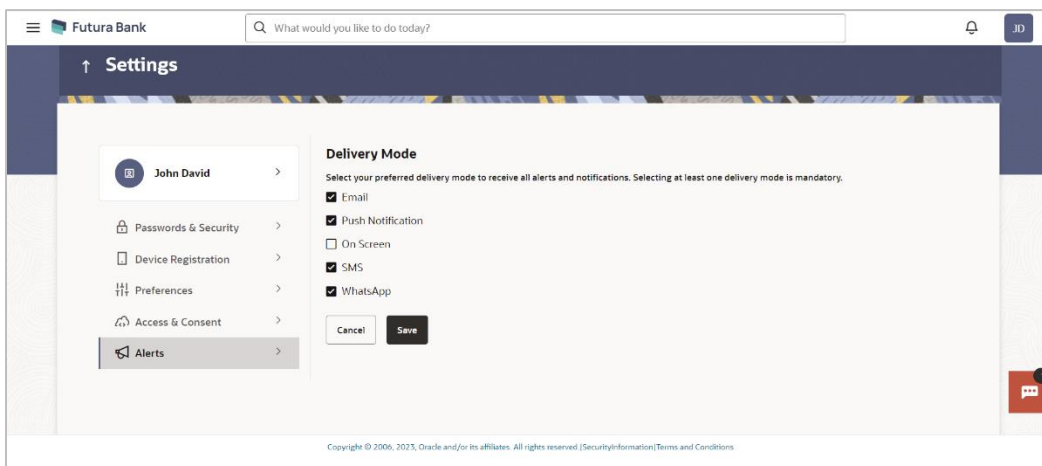 Futura Bank
What would you like to do today?
JD
Settings
John David
Passwords & Security
Device Registration
Preferences
Access & Consent
Alerts
Delivery Mode
Select your preferred delivery mode to receive all alerts and notifications. Selecting at least one delivery mode is mandatory.
Email
Push Notification
On Screen
SMS
WhatsApp
Cancel
Save
Copyright © 2006, 2023, Oracle and/or its affiliates. All rights reserved.|SecurityInformation|Terms and Conditions